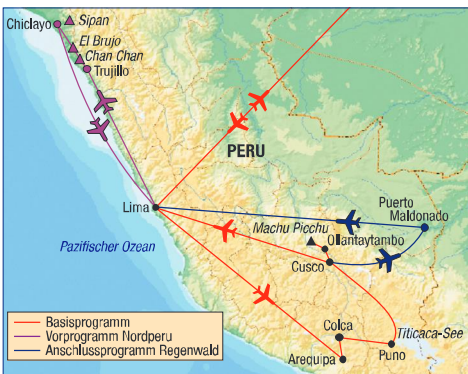 Chiclayo
Sipan
El Brujo
Chan Chan
Trujillo
PERU
Lima
Puerto
Maldonado
Machu Picchu
Ollantaytambo
Pazifischer Ozean
Cusco
Colca
Titicaca-See
Arequipa
Puno
Basisprogramm
Vorprogramm Nordperu
Anschlussprogramm Regenwald